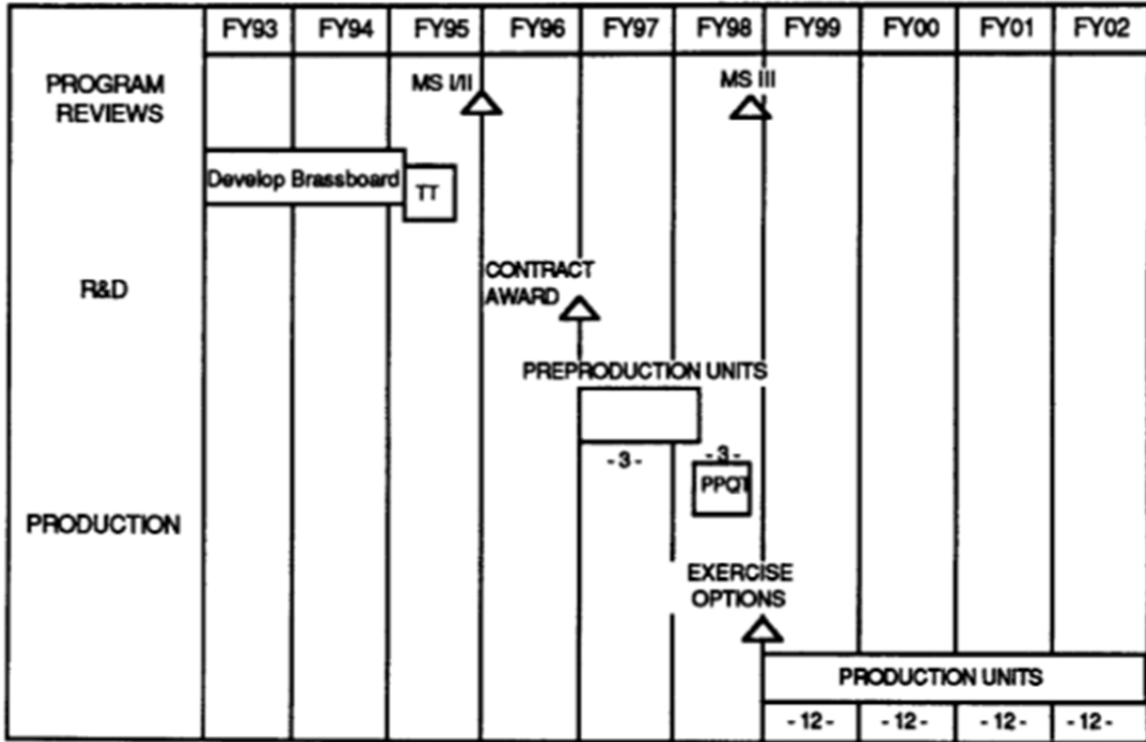 FY93 FY94 FY95 FY96 FY97 FY98 FY99 FY00 FY01 FY02
PROGRAM
REVIEWS
MS I/II
MS III
Develop Brassboard
TT
R&D
CONTRACT
AWARD
PREPRODUCTION UNITS
- 3 -
- 3 -
PPQT
PRODUCTION
EXERCISE
OPTIONS
PRODUCTION UNITS
- 12 - - 12 - - 12 - - 12 -